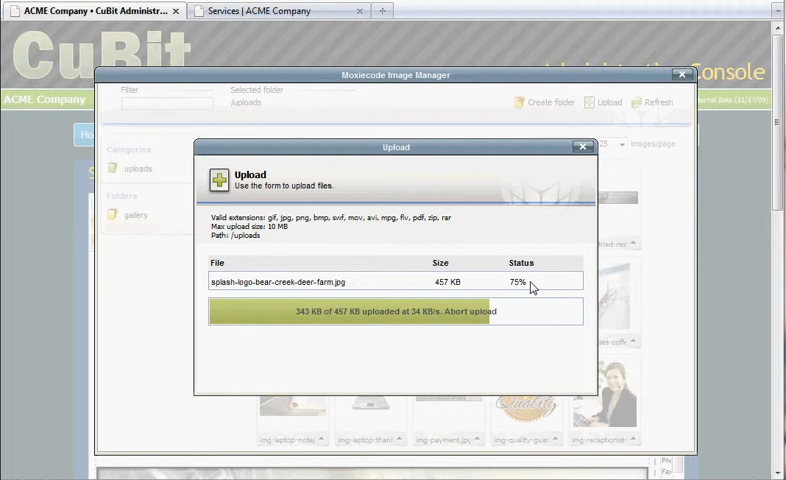 ACME Company • CuBit Administr...
Services | ACME Company
CuBit
Console
ACME Company
Moxiecode Image Manager
Filter
Selected folder
/uploads
Create folder
Upload
Refresh
25
images/page
Categories
uploads
Folders
gallery
Upload
Upload
Use the form to upload files.
Valid extensions: gif, jpg, png, bmp, swf, mov, avi, mpg, flv, pdf, zip, rar
Max upload size: 10 MB
Path: /uploads
File Size Status
splash-logo-bear-creek-deer-farm.jpg 457 KB 75%
343 KB of 457 KB uploaded at 34 KB/s. Abort upload
Quality
img-laptop-note
img-laptop-thanl
img-payment.jpg
img-quality-guar
img-receptionist-